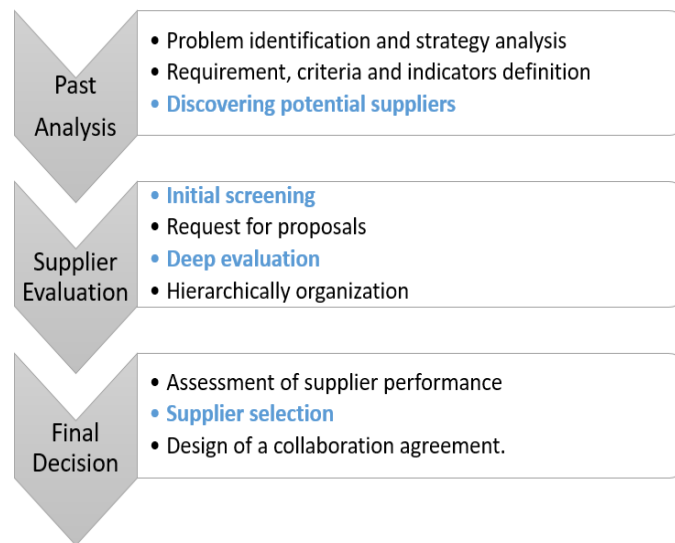 Past
Analysis
• Problem identification and strategy analysis
• Requirement, criteria and indicators definition
• Discovering potential suppliers
Supplier
Evaluation
• Initial screening
• Request for proposals
• Deep evaluation
• Hierarchically organization
Final
Decision
• Assessment of supplier performance
• Supplier selection
• Design of a collaboration agreement.